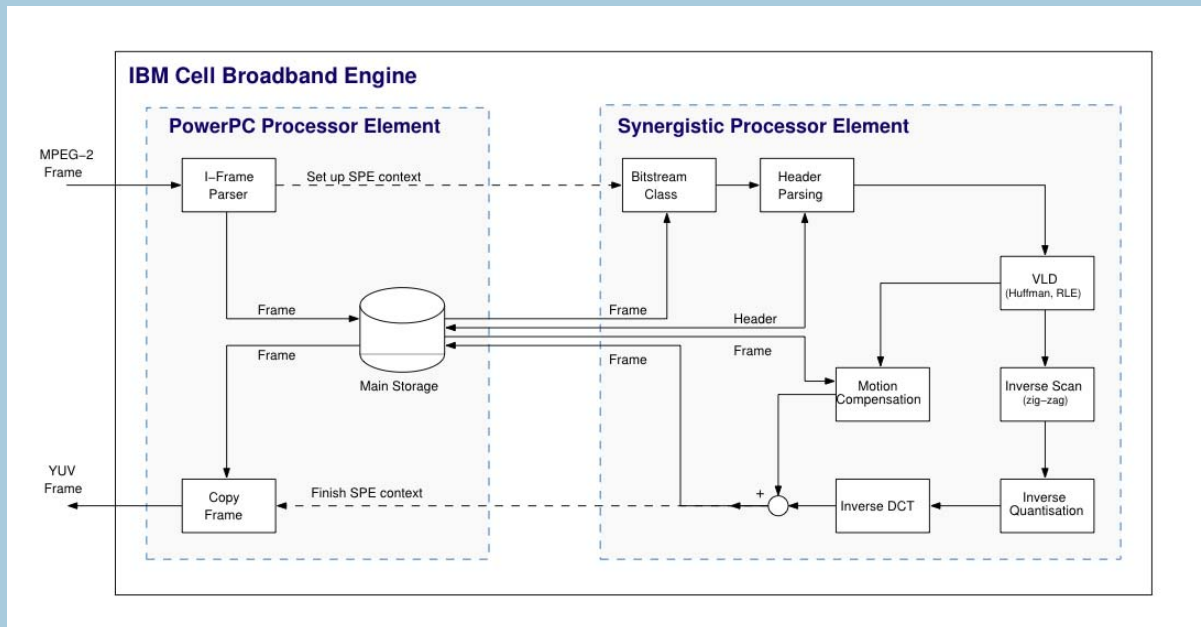 IBM Cell Broadband Engine
PowerPC Processor Element
Synergistic Processor Element
MPEG−2
Frame
I−Frame
Parser
Set up SPE context
Bitstream
Class
Header
Parsing
VLD
(Huffman, RLE)
Frame
Frame
Header
Frame
Frame
Frame
Main Storage
Motion
Compensation
Inverse Scan
(zig−zag)
YUV
Frame
Copy
Frame
Finish SPE context
+
Inverse DCT
Inverse
Quantisation